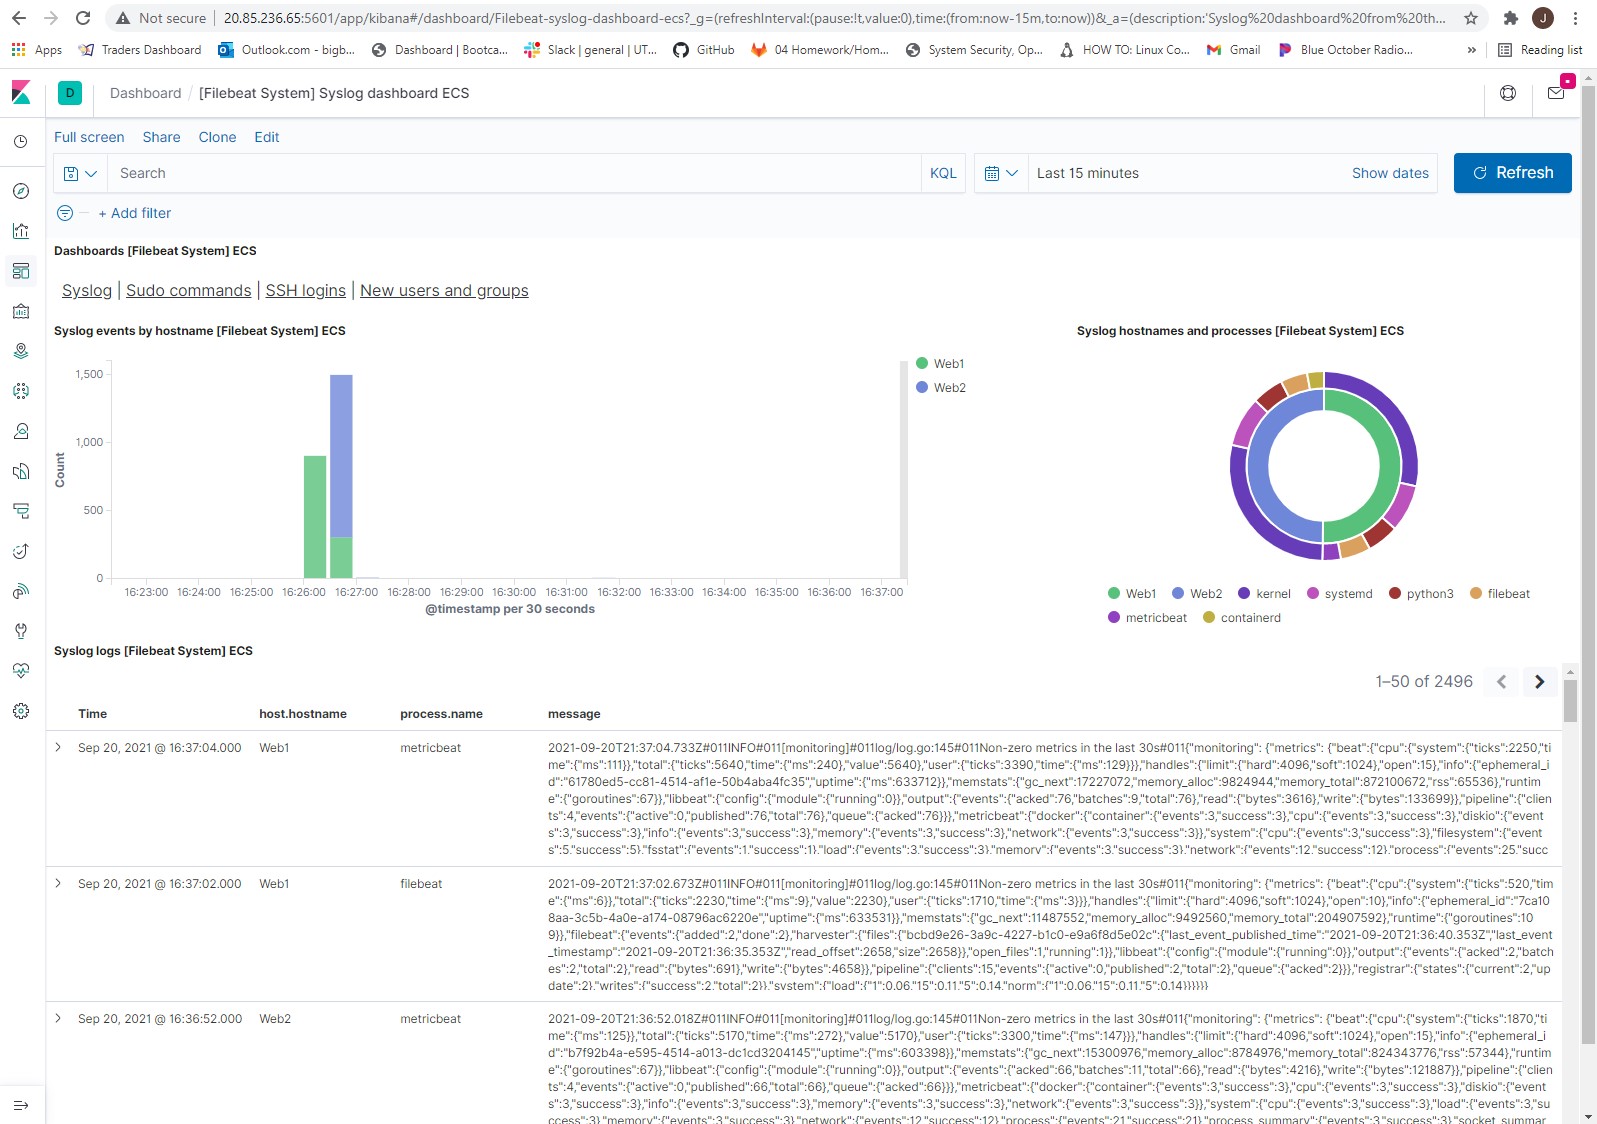 Not secure | 20.85.236.65:5601/app/kibana#/dashboard/Filebeat-syslog-dashboard-ecs?_g=(refreshInterval:(pause:!t,value:0),time:(from:now-15m,to:now))&_a=(description:'Syslog%20dashboard%20from%20th...
J
Apps Traders Dashboard Outlook.com - bigb... Dashboard | Bootca... Slack | general | UT... GitHub 04 Homework/Hom... System Security, Op... HOW TO: Linux Co... Gmail Blue October Radio... » Reading list
D Dashboard / [Filebeat System] Syslog dashboard ECS
Full screen Share Clone Edit
Search KQL Last 15 minutes Show dates Refresh
+ Add filter
Dashboards [Filebeat System] ECS
Syslog | Sudo commands | SSH logins | New users and groups
Syslog events by hostname [Filebeat System] ECS
Syslog hostnames and processes [Filebeat System] ECS
1,500
1,000
500
0
Count
16:23:00 16:24:00 16:25:00 16:26:00 16:27:00 16:28:00 16:29:00 16:30:00 16:31:00 16:32:00 16:33:00 16:34:00 16:35:00 16:36:00 16:37:00
@timestamp per 30 seconds
Web1
Web2
Web1 Web2 kernel systemd python3 filebeat
metricbeat containerd
Syslog logs [Filebeat System] ECS
1–50 of 2496
Time host.hostname process.name message
Sep 20, 2021 @ 16:37:04.000 Web1 metricbeat 2021-09-20T21:37:04.733Z#011INFO#011[monitoring]#011log/log.go:145#011Non-zero metrics in the last 30s#011{"monitoring": {"metrics": {"beat":{"cpu":{"system":{"ticks":2250,"ti
me":{"ms":111}},"total":{"ticks":5640,"time":{"ms":240},"value":5640},"user":{"ticks":3390,"time":{"ms":129}}},"handles":{"limit":{"hard":4096,"soft":1024},"open":15},"info":{"ephemeral_i
d":"61780ed5-cc81-4514-af1e-50b4aba4fc35","uptime":{"ms":633712}},"memstats":{"gc_next":17227072,"memory_alloc":9824944,"memory_total":872100672,"rss":65536},"runtim
e":{"goroutines":67}},"libbeat":{"config":{"module":{"running":0}},"output":{"events":{"acked":76,"batches":9,"total":76},"read":{"bytes":3616},"write":{"bytes":133699}},"pipeline":{"clien
ts":4,"events":{"active":0,"published":76,"total":76},"queue":{"acked":76}}},"metricbeat":{"docker":{"container":{"events":3,"success":3},"cpu":{"events":3,"success":3},"diskio":{"event
s":3,"success":3},"info":{"events":3,"success":3},"memory":{"events":3,"success":3},"network":{"events":3,"success":3}},"system":{"cpu":{"events":3,"success":3},"filesystem":{"even
s":5,"success":5},"fsstat":{"events":1,"success":1},"load":{"events":3,"success":3},"memory":{"events":3,"success":3},"network":{"events":12,"success":12},"process":{"events":25,"succ
Sep 20, 2021 @ 16:37:02.000 Web1 filebeat 2021-09-20T21:37:02.673Z#011INFO#011[monitoring]#011log/log.go:145#011Non-zero metrics in the last 30s#011{"monitoring": {"metrics": {"beat":{"cpu":{"system":{"ticks":520,"tim
e":{"ms":6}},"total":{"ticks":2230,"time":{"ms":9},"value":2230},"user":{"ticks":1710,"time":{"ms":3}}},"handles":{"limit":{"hard":4096,"soft":1024},"open":10},"info":{"ephemeral_id":"7ca10
8aa-3c5b-4a0e-a174-08796ac6220e","uptime":{"ms":633531}},"memstats":{"gc_next":11487552,"memory_alloc":9492560,"memory_total":204907592},"runtime":{"goroutines":10
9}},"filebeat":{"events":{"added":2,"done":2},"harvester":{"files":{"bcbd9e26-3a9c-4227-b1c0-e9a6f8d5e02c":{"last_event_published_time":"2021-09-20T21:36:40.353Z","last_event
_timestamp":"2021-09-20T21:36:35.353Z","read_offset":2658,"size":2658}},"open_files":1,"running":1}},"libbeat":{"config":{"module":{"running":0}},"output":{"events":{"acked":2,"batch
es":2,"total":2},"read":{"bytes":691},"write":{"bytes":4658}},"pipeline":{"clients":15,"events":{"active":0,"published":2,"total":2},"queue":{"acked":2}}},"registrar":{"states":{"current":2,"up
date":2},"writes":{"success":2,"total":2}},"system":{"load":{"1":0.06,"15":0.11,"5":0.14,"norm":{"1":0.06,"15":0.11,"5":0.14}}}}}}
Sep 20, 2021 @ 16:36:52.000 Web2 metricbeat 2021-09-20T21:36:52.018Z#011INFO#011[monitoring]#011log/log.go:145#011Non-zero metrics in the last 30s#011{"monitoring": {"metrics": {"beat":{"cpu":{"system":{"ticks":1870,"ti
me":{"ms":125}},"total":{"ticks":5170,"time":{"ms":272},"value":5170},"user":{"ticks":3300,"time":{"ms":147}}},"handles":{"limit":{"hard":4096,"soft":1024},"open":15},"info":{"ephemeral_i
d":"b7f92b4a-e595-4514-a013-dc1cd3204145","uptime":{"ms":603398}},"memstats":{"gc_next":15300976,"memory_alloc":8784976,"memory_total":824343776,"rss":57344},"runtim
e":{"goroutines":67}},"libbeat":{"config":{"module":{"running":0}},"output":{"events":{"acked":66,"batches":11,"total":66},"read":{"bytes":4216},"write":{"bytes":121887}},"pipeline":{"clien
ts":4,"events":{"active":0,"published":66,"total":66},"queue":{"acked":66}}},"metricbeat":{"docker":{"container":{"events":3,"success":3},"cpu":{"events":3,"success":3},"diskio":{"even
ts":3,"success":3},"info":{"events":3,"success":3},"memory":{"events":3,"success":3},"network":{"events":3,"success":3}},"system":{"cpu":{"events":3,"success":3},"load":{"events":3,"su
ccess":3},"memory":{"events":3,"success":3},"network":{"events":12,"success":12},"process":{"events":21,"success":21},"process_summary":{"events":3,"success":3},"socket_summar